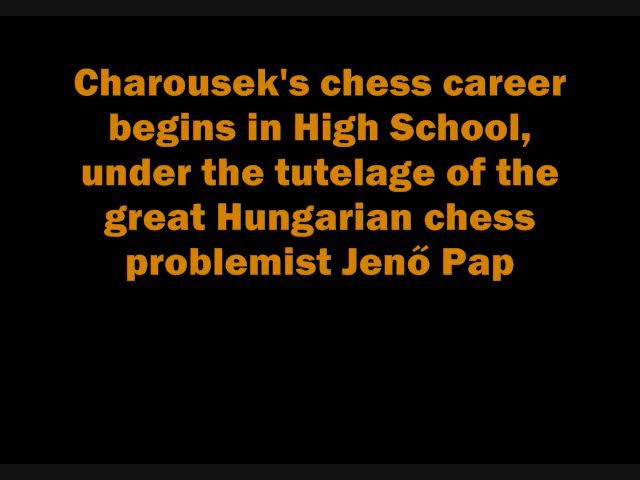 Charousek's chess career
begins in High School,
under the tutelage of the
great Hungarian chess
problemist Jenő Pap